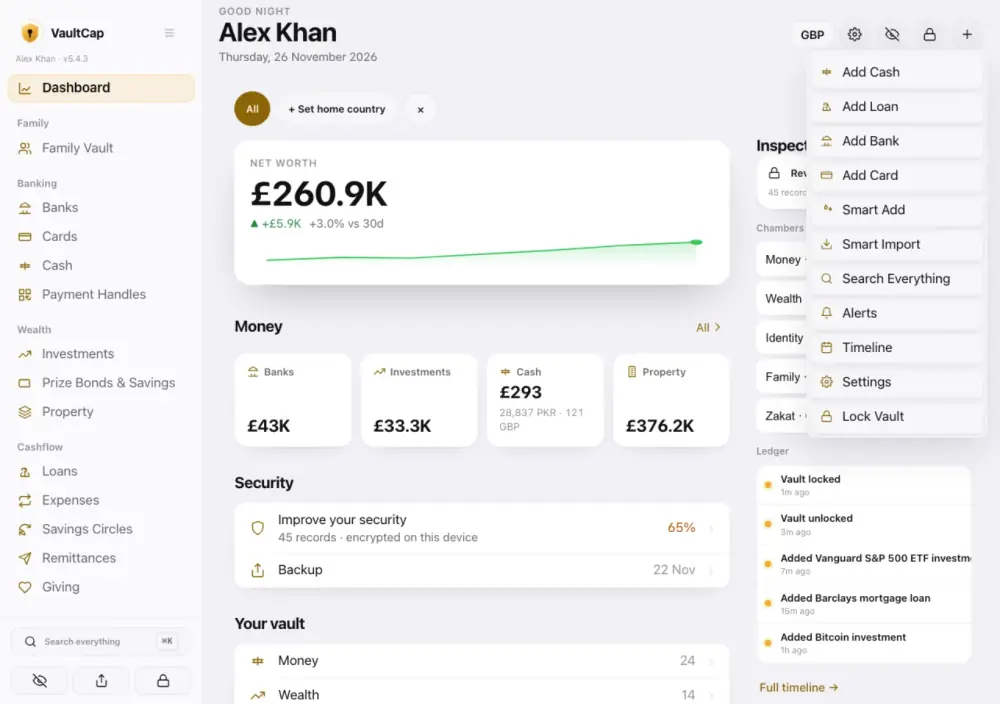 VaultCap
Alex Khan · v5.4.3
Dashboard
Family
Family Vault
Banking
Banks
Cards
Cash
Payment Handles
Wealth
Investments
Prize Bonds & Savings
Property
Cashflow
Loans
Expenses
Savings Circles
Remittances
Giving
Search everything
⌘K
GOOD NIGHT
Alex Khan
Thursday, 26 November 2026
GBP
All
+ Set home country
×
NET WORTH
£260.9K
▲ +£5.9K +3.0% vs 30d
Money
All >
Banks
£43K
Investments
£33.3K
Cash
£293
28,837 PKR · 121
GBP
Property
£376.2K
Security
Improve your security
45 records · encrypted on this device
65%
Backup
22 Nov
Your vault
Money
24
Wealth
14
Add Cash
Add Loan
Add Bank
Add Card
Smart Add
Smart Import
Search Everything
Alerts
Timeline
Settings
Lock Vault
45
Chambers
Money ·
Wealth
Identity
Family ·
Zakat ·
Ledger
Vault locked
1m ago
Vault unlocked
3m ago
Added Vanguard S&P 500 ETF
7m ago
Added Barclays mortgage loan
15m ago
Added Bitcoin investment
1h ago
Full timeline →